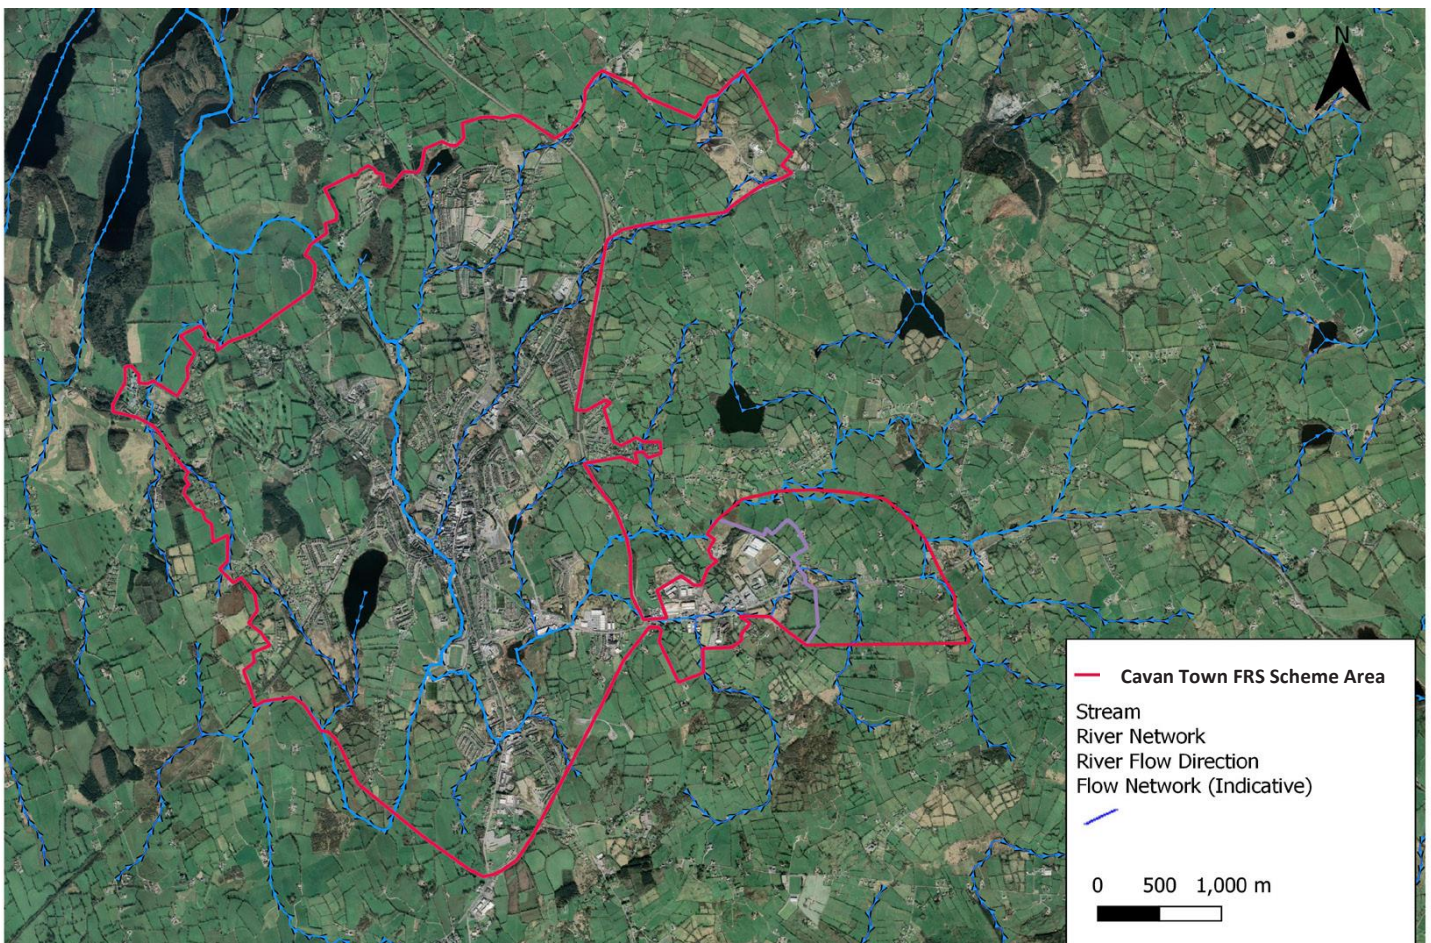 N
Cavan Town FRS Scheme Area
Stream
River Network
River Flow Direction
Flow Network (Indicative)
0 500 1,000 m